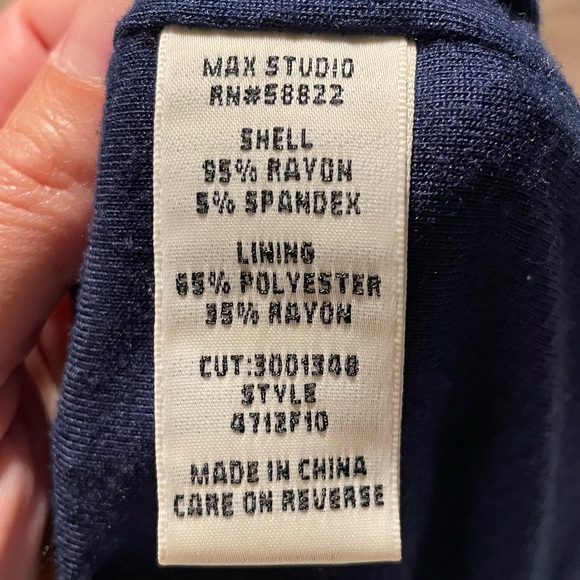 MAX STUDIO
RN#58822
SHELL
95% RAYON
5% SPANDEX
LINING
65% POLYESTER
35% RAYON
CUT:3001348
STYLE
4712F10
MADE IN CHINA
CARE ON REVERSE